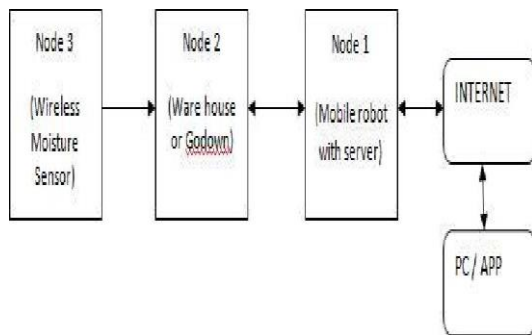 Node 3
(Wireless
Moisture
Sensor)
Node 2
(Ware house
or Godown)
Node 1
(Mobile robot
with server)
INTERNET
PC / APP